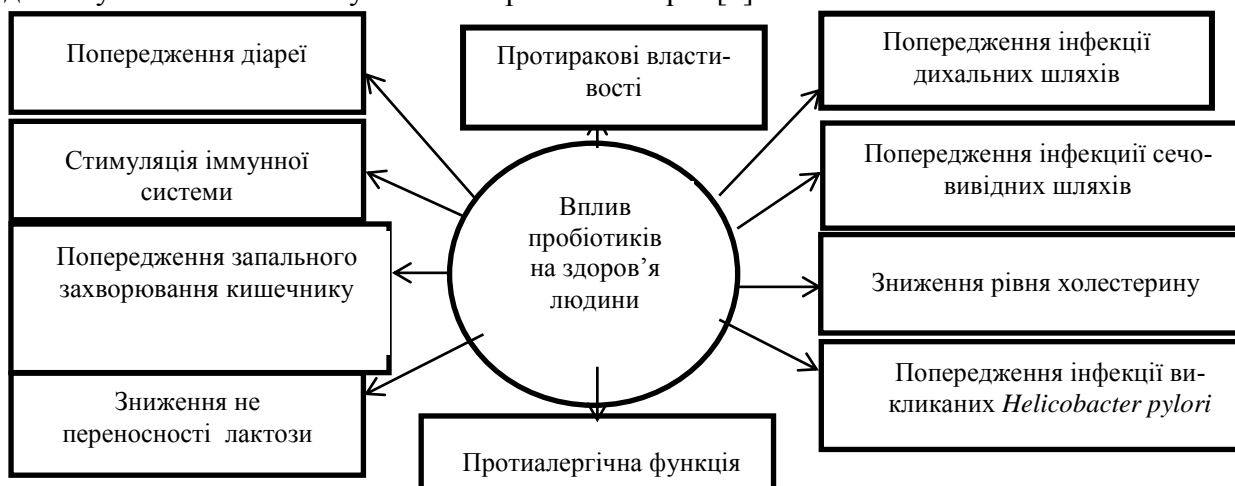 Попередження діареї
Стимуляція іммунної
системи
Попередження запального
захворювання кишечнику
Зниження не
переносності лактози
Протиракові власти-
вості
Вплив
пробіотиків
на здоров’я
людини
Протиалергічна функція
Попередження інфекції
дихальних шляхів
Попередження інфекциії сечо-
вивідних шляхів
Зниження рівня холестерину
Попередження інфекції ви-
кликаних Helicobacter pylori